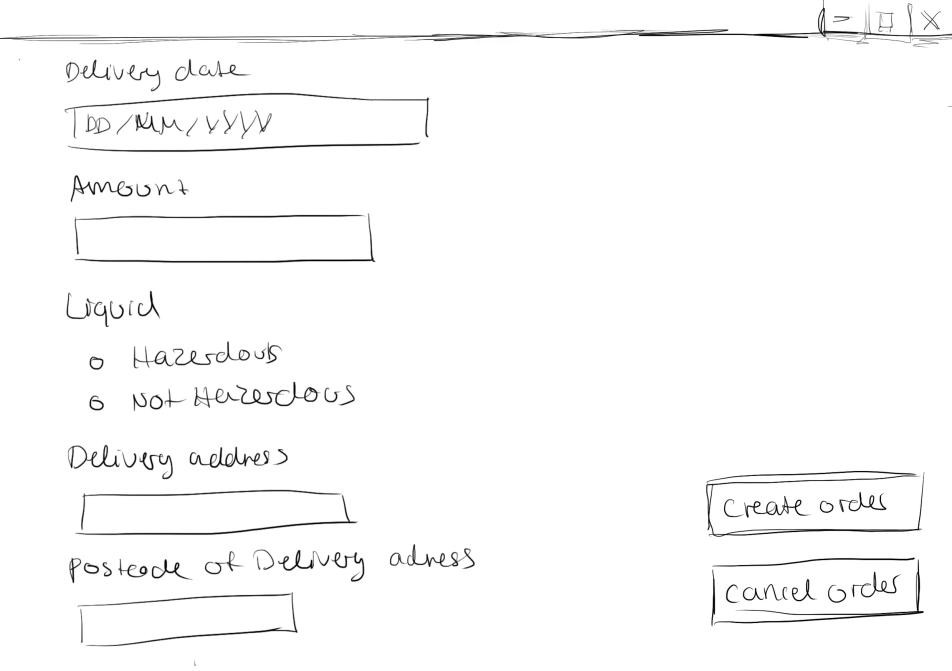 Delivery date
DD/MM/YYYY
Amount
Liquid
Hazerdous
Not Hazerdous
Delivery address
Create order
Postcode of Delivery adress
Cancel order